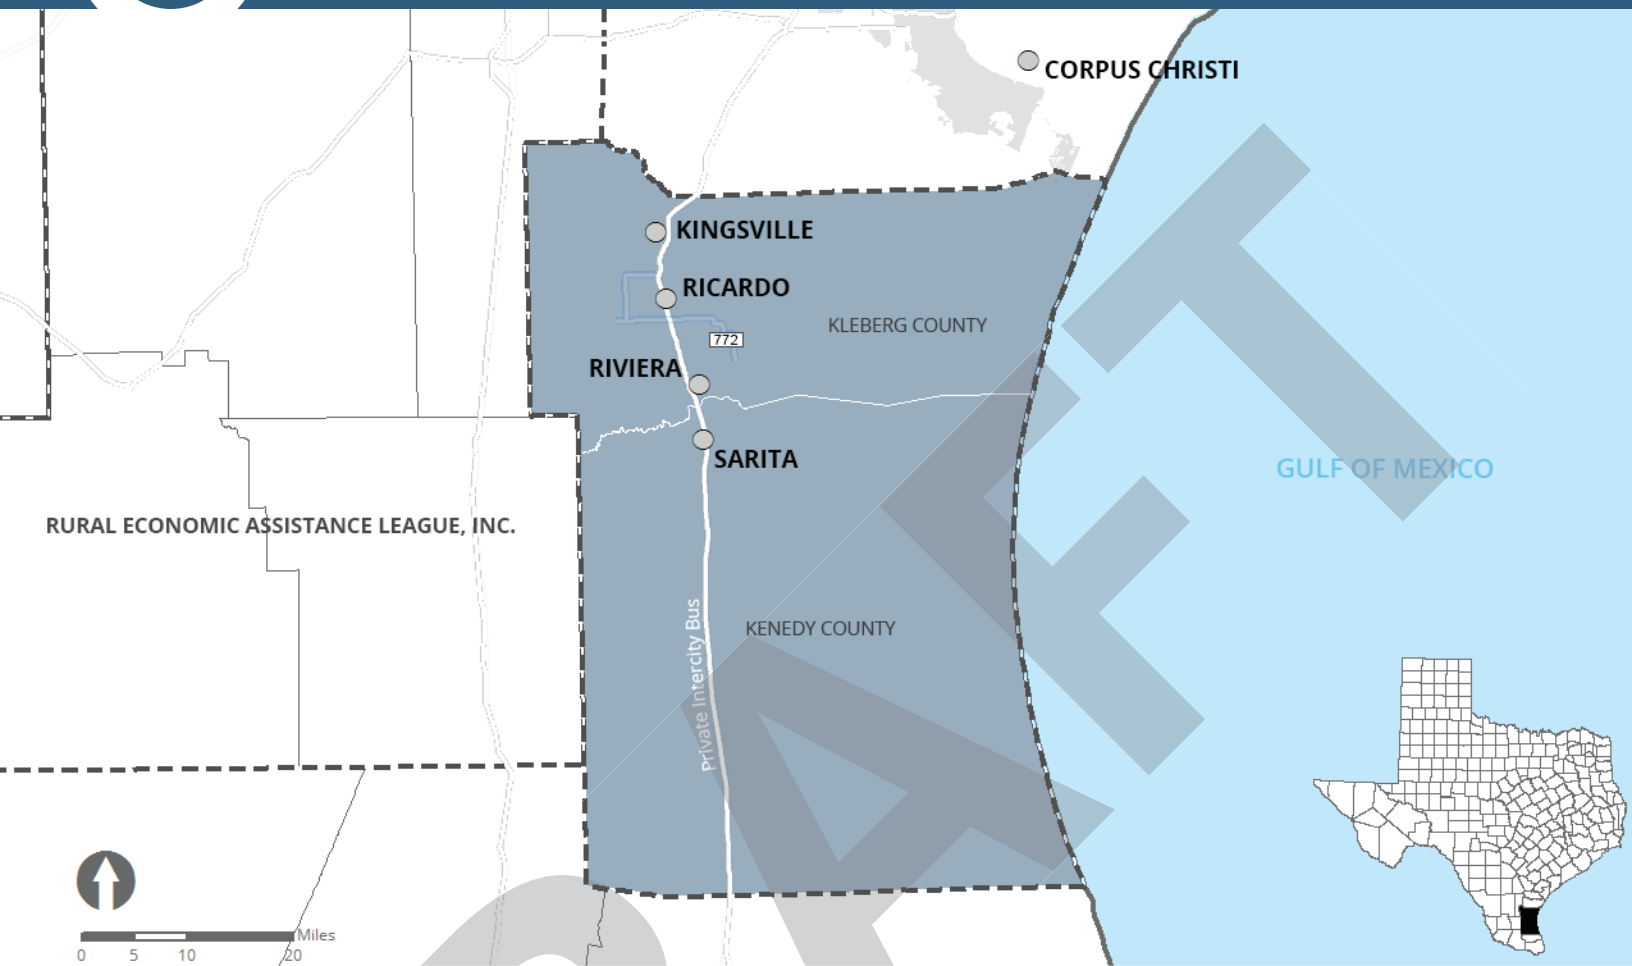 CORPUS CHRISTI
KINGSVILLE
RICARDO
KLEBERG COUNTY
772
RIVIERA
SARITA
GULF OF MEXICO
RURAL ECONOMIC ASSISTANCE LEAGUE, INC.
KENEDY COUNTY
Private Intercity Bus
Miles
0 5 10 20
DRAFT